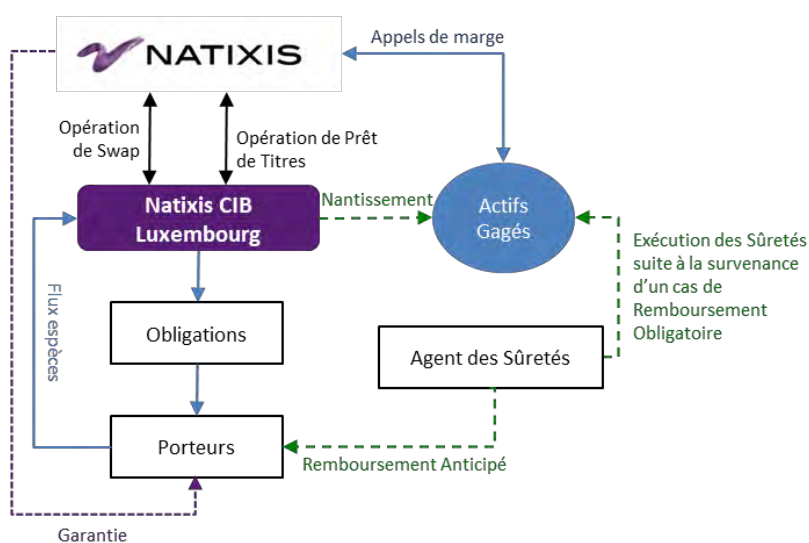 NATIXIS
Appels de marge
Opération
de Swap
Opération de Prêt
de Titres
Natixis CIB
Luxembourg
Nantissement
Actifs
Gagés
Exécution des Sûretés
suite à la survenance
d'un cas de
Remboursement
Obligatoire
Flux espèces
Obligations
Agent des Sûretés
Porteurs
Remboursement Anticipé
Garantie